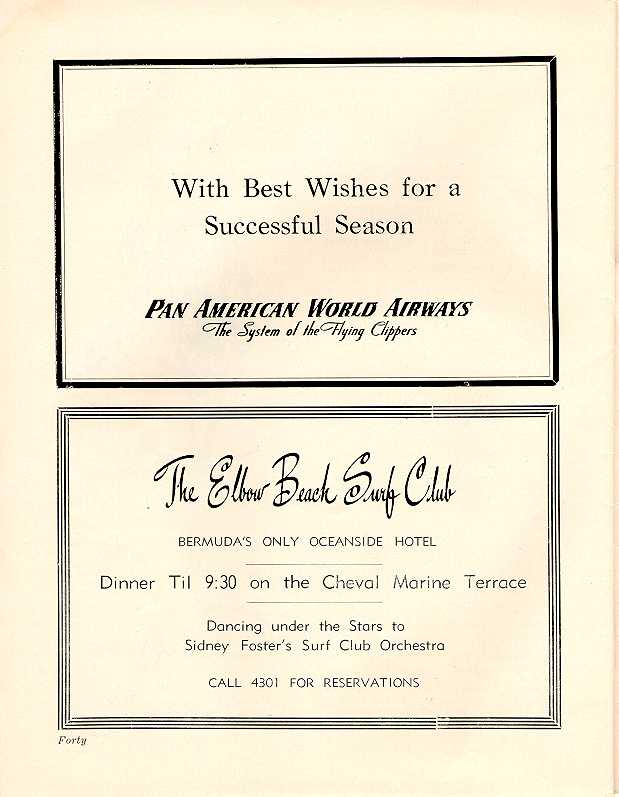 With Best Wishes for a
Successful Season
PAN AMERICAN WORLD AIRWAYS
The System of the Flying Clippers
The Elbow Beach Surf Club
BERMUDA'S ONLY OCEANSIDE HOTEL
Dinner Til 9:30 on the Cheval Marine Terrace
Dancing under the Stars to
Sidney Foster's Surf Club Orchestra
CALL 4301 FOR RESERVATIONS
Forty